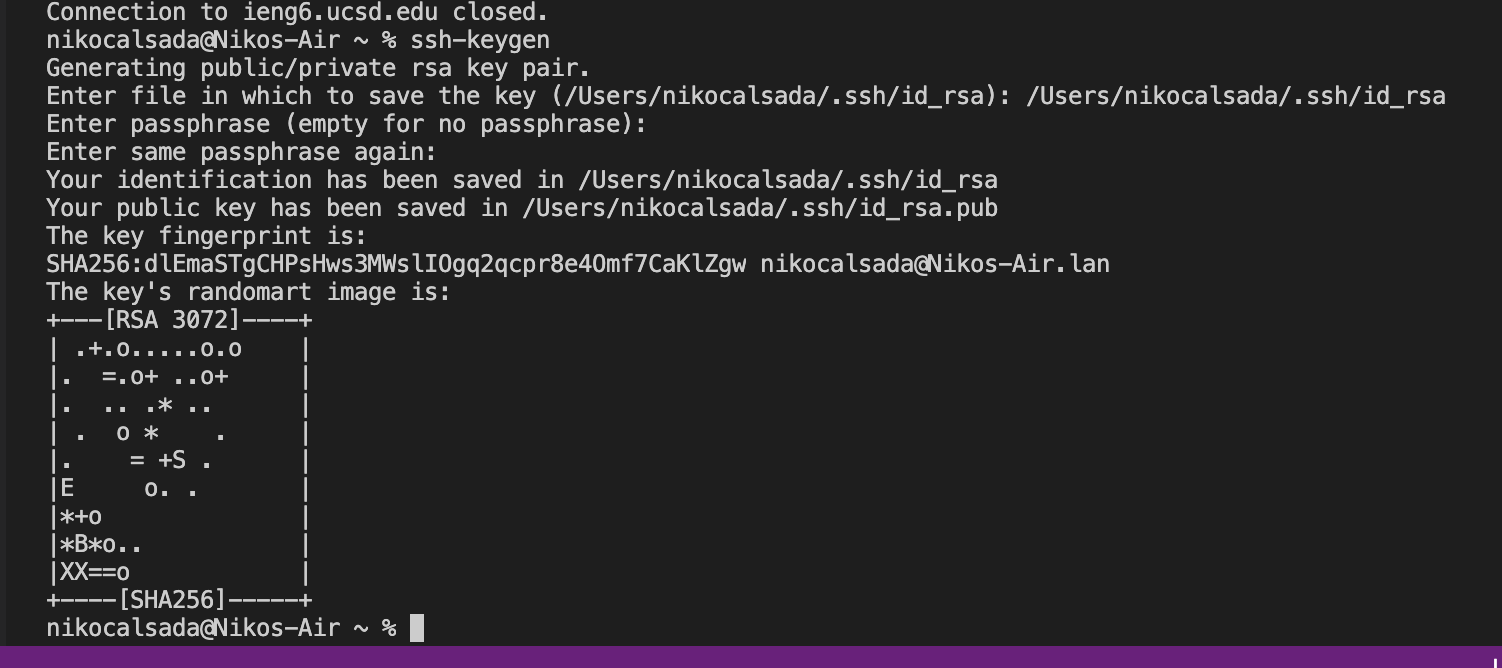 Connection to ieng6.ucsd.edu closed.
nikocalsada@Nikos-Air ~ % ssh-keygen
Generating public/private rsa key pair.
Enter file in which to save the key (/Users/nikocalsada/.ssh/id_rsa): /Users/nikocalsada/.ssh/id_rsa
Enter passphrase (empty for no passphrase):
Enter same passphrase again:
Your identification has been saved in /Users/nikocalsada/.ssh/id_rsa
Your public key has been saved in /Users/nikocalsada/.ssh/id_rsa.pub
The key fingerprint is:
SHA256:dlEmaSTgCHPsHws3MWslIOgq2qcpr8e4Omf7CaKlZgw nikocalsada@Nikos-Air.lan
The key's randomart image is:
+---[RSA 3072]----+
| .+.o.....o.o    |
|.  =.o+ ..o+     |
|.  .. .* ..      |
| .  o *    .     |
|.    = +S .      |
|E     o. .       |
|*+o              |
|*B*o..           |
|XX==o            |
+----[SHA256]-----+
nikocalsada@Nikos-Air ~ %